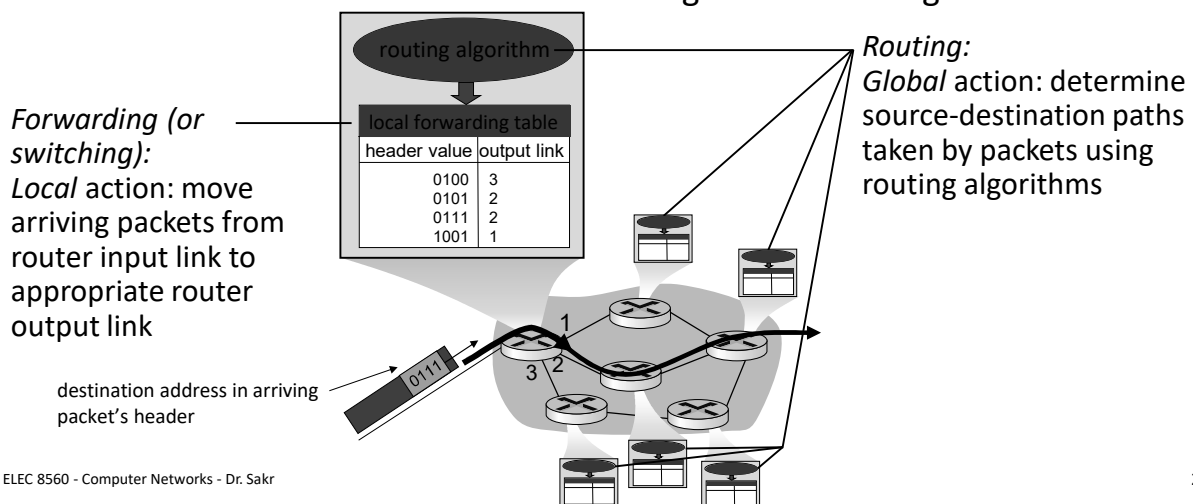 routing algorithm
local forwarding table
header value output link
0100 3
0101 2
0111 2
1001 1
Forwarding (or
switching):
Local action: move
arriving packets from
router input link to
appropriate router
output link
Routing:
Global action: determine
source-destination paths
taken by packets using
routing algorithms
1
2
3
0111
destination address in arriving
packet's header
ELEC 8560 - Computer Networks - Dr. Sakr